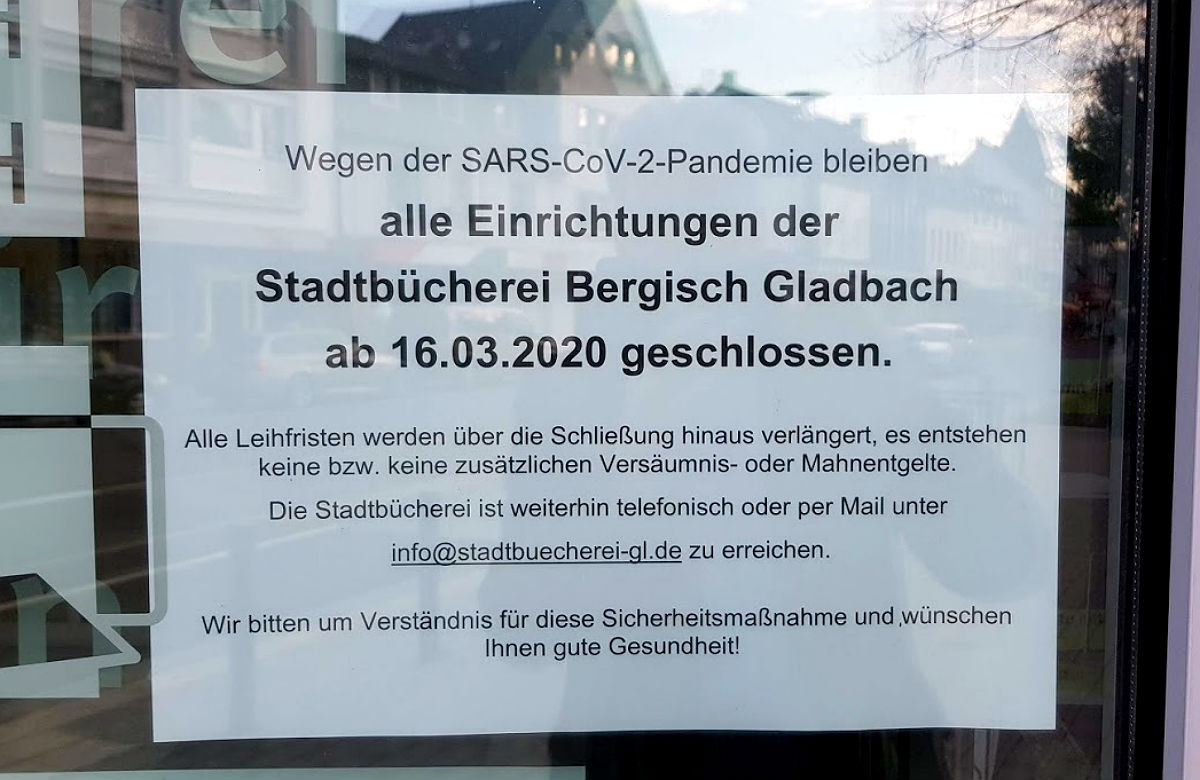 Wegen der SARS-CoV-2-Pandemie bleiben
alle Einrichtungen der
Stadtbücherei Bergisch Gladbach
ab 16.03.2020 geschlossen.
Alle Leihfristen werden über die Schließung hinaus verlängert, es entstehen
keine bzw. keine zusätzlichen Versäumnis- oder Mahnentgelte.
Die Stadtbücherei ist weiterhin telefonisch oder per Mail unter
info@stadtbuecherei-gl.de zu erreichen.
Wir bitten um Verständnis für diese Sicherheitsmaßnahme und wünschen
Ihnen gute Gesundheit!